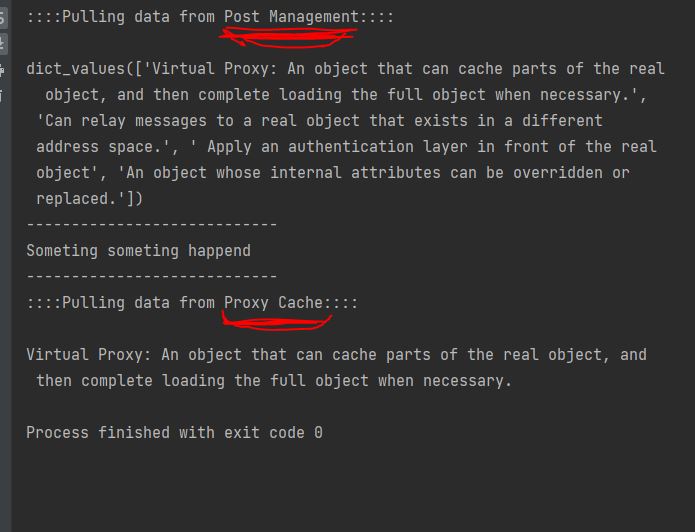 ::::Pulling data from Post Management::::
dict_values(['Virtual Proxy: An object that can cache parts of the real
object, and then complete loading the full object when necessary.',
'Can relay messages to a real object that exists in a different
address space.', ' Apply an authentication layer in front of the real
object', 'An object whose internal attributes can be overridden or
replaced.'])
----------------------------
Someting someting happend
----------------------------
::::Pulling data from Proxy Cache::::
Virtual Proxy: An object that can cache parts of the real object, and
then complete loading the full object when necessary.
Process finished with exit code 0